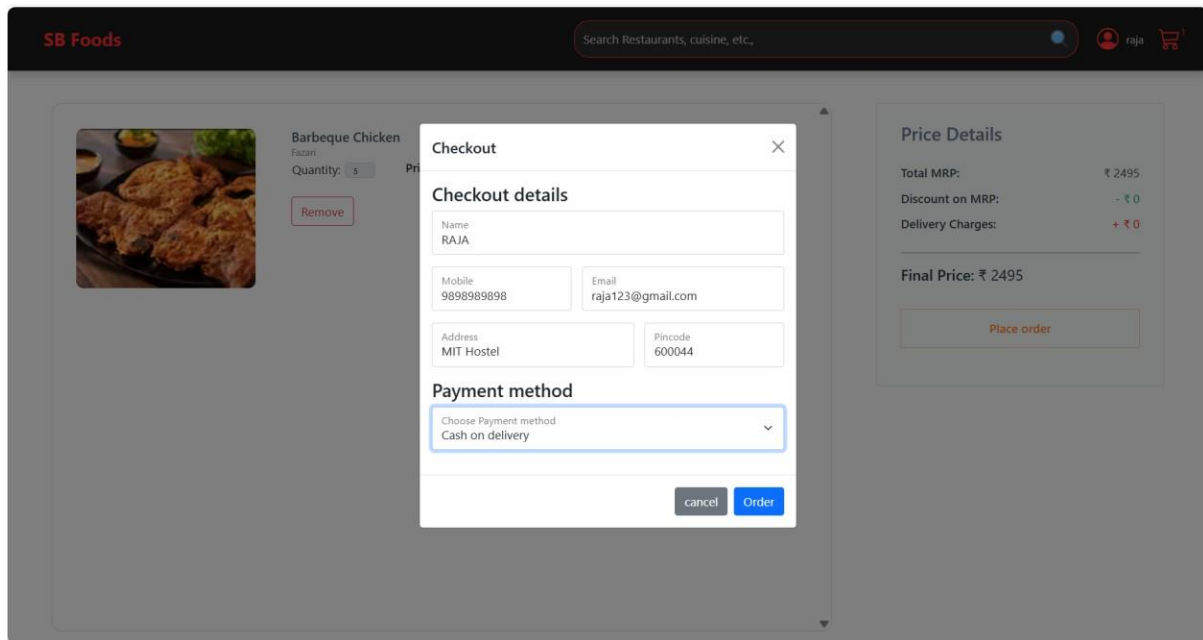 SB Foods
Search Restaurants, cuisine, etc.,
raja
1
Barbeque Chicken
Fazari
Quantity: 5 Pri
Remove
Checkout
Checkout details
Name
RAJA
Mobile
9898989898
Email
raja123@gmail.com
Address
MIT Hostel
Pincode
600044
Payment method
Choose Payment method
Cash on delivery
cancel Order
Price Details
Total MRP: ₹ 2495
Discount on MRP: - ₹ 0
Delivery Charges: + ₹ 0
Final Price: ₹ 2495
Place order